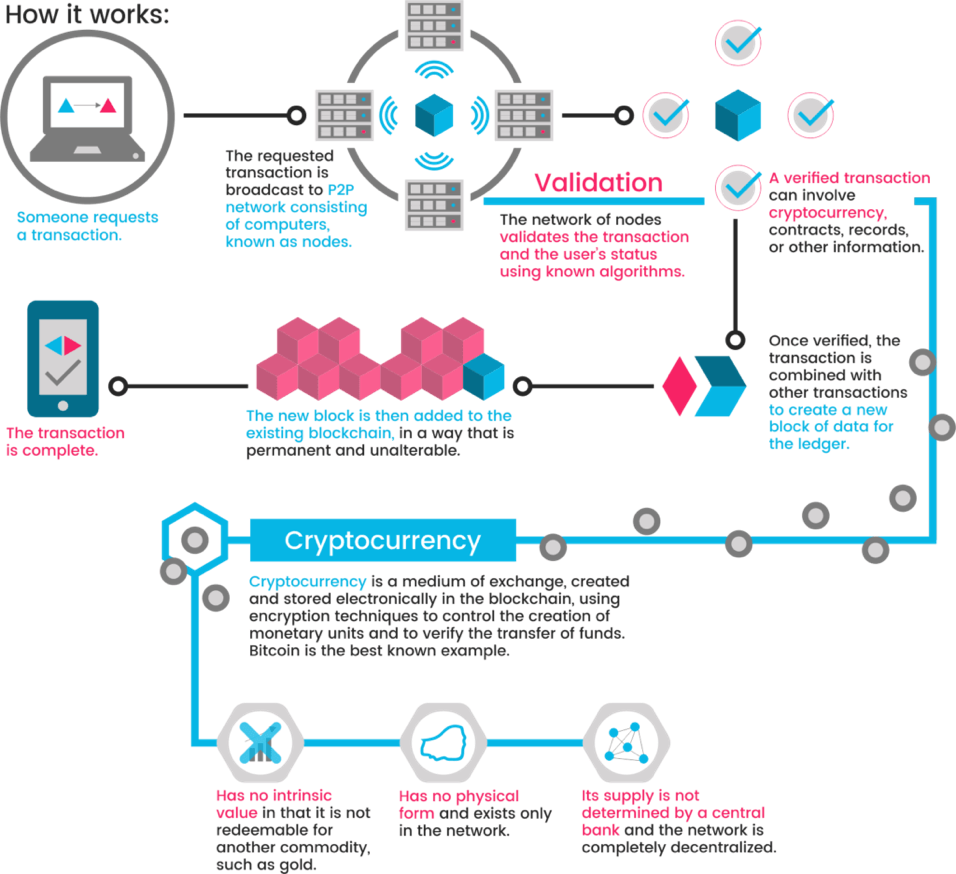 How it works:
Someone requests
a transaction.
The requested
transaction is
broadcast to P2P
network consisting
of computers,
known as nodes.
Validation
The network of nodes
validates the transaction
and the user's status
using known algorithms.
A verified transaction
can involve
cryptocurrency,
contracts, records,
or other information.
Once verified, the
transaction is
combined with
other transactions
to create a new
block of data for
the ledger.
The new block is then added to the
existing blockchain, in a way that is
permanent and unalterable.
The transaction
is complete.
Cryptocurrency
Cryptocurrency is a medium of exchange, created
and stored electronically in the blockchain, using
encryption techniques to control the creation of
monetary units and to verify the transfer of funds.
Bitcoin is the best known example.
Has no intrinsic
value in that it is not
redeemable for
another commodity,
such as gold.
Has no physical
form and exists only
in the network.
Its supply is not
determined by a central
bank and the network is
completely decentralized.